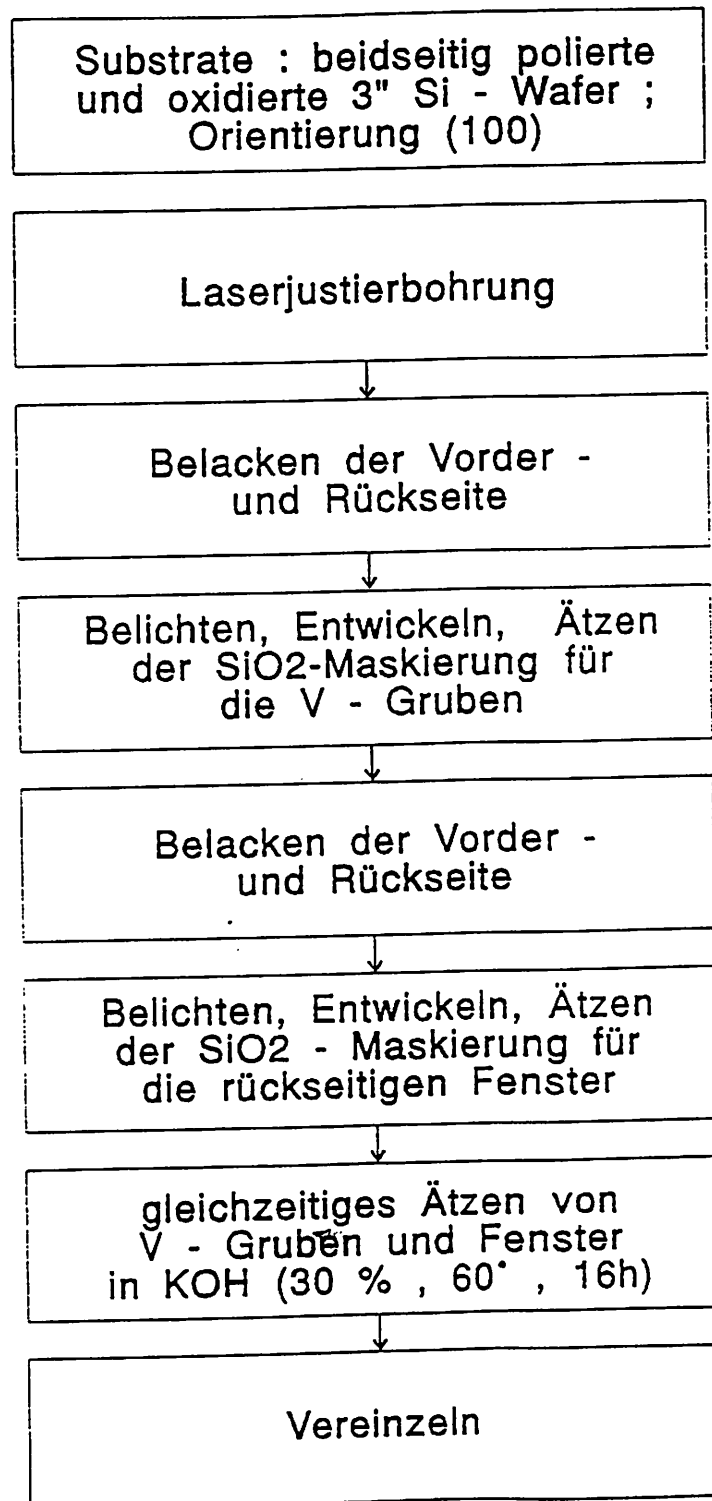 Substrate : beidseitig polierte
und oxidierte 3" Si - Wafer ;
Orientierung (100)
Laserjustierbohrung
Belacken der Vorder -
und Rückseite
Belichten, Entwickeln, Ätzen
der SiO2-Maskierung für
die V - Gruben
Belacken der Vorder -
und Rückseite
Belichten, Entwickeln, Ätzen
der SiO2 - Maskierung für
die rückseitigen Fenster
gleichzeitiges Ätzen von
V - Gruben und Fenster
in KOH (30 % , 60° , 16h)
Vereinzeln